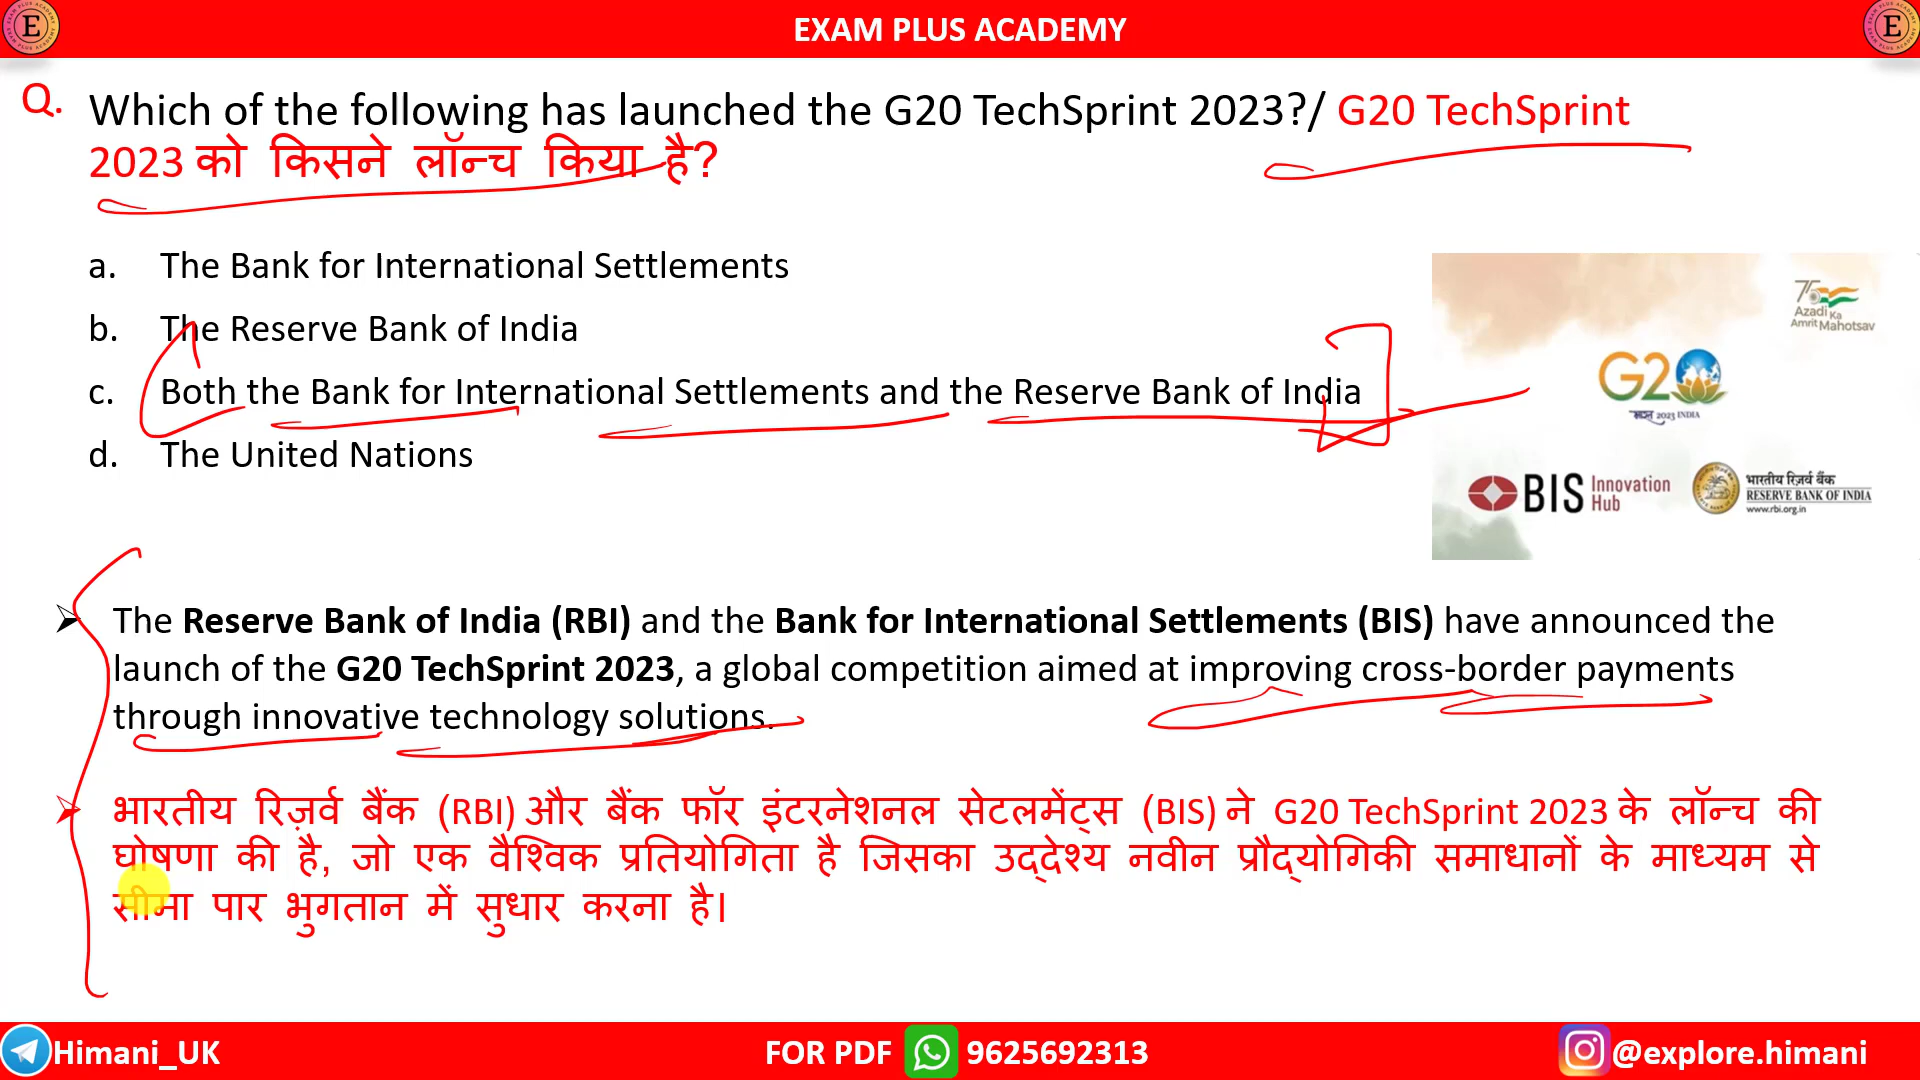 EXAM PLUS ACADEMY
Q. Which of the following has launched the G20 TechSprint 2023?/ G20 TechSprint
2023 को किसने लॉन्च किया है?
a. The Bank for International Settlements
b. The Reserve Bank of India
c. Both the Bank for International Settlements and the Reserve Bank of India
d. The United Nations
75
Azadi Ka
Amrit Mahotsav
G20
भारत 2023 INDIA
BIS Innovation
Hub
भारतीय रिज़र्व बैंक
RESERVE BANK OF INDIA
www.rbi.org.in
The Reserve Bank of India (RBI) and the Bank for International Settlements (BIS) have announced the
launch of the G20 TechSprint 2023, a global competition aimed at improving cross-border payments
through innovative technology solutions.
भारतीय रिज़र्व बैंक (RBI) और बैंक फॉर इंटरनेशनल सेटलमेंट्स (BIS) ने G20 TechSprint 2023 के लॉन्च की
घोषणा की है, जो एक वैश्विक प्रतियोगिता है जिसका उद्देश्य नवीन प्रौद्योगिकी समाधानों के माध्यम से
सीमा पार भुगतान में सुधार करना है।
Himani_UK
FOR PDF 9625692313
@explore.himani